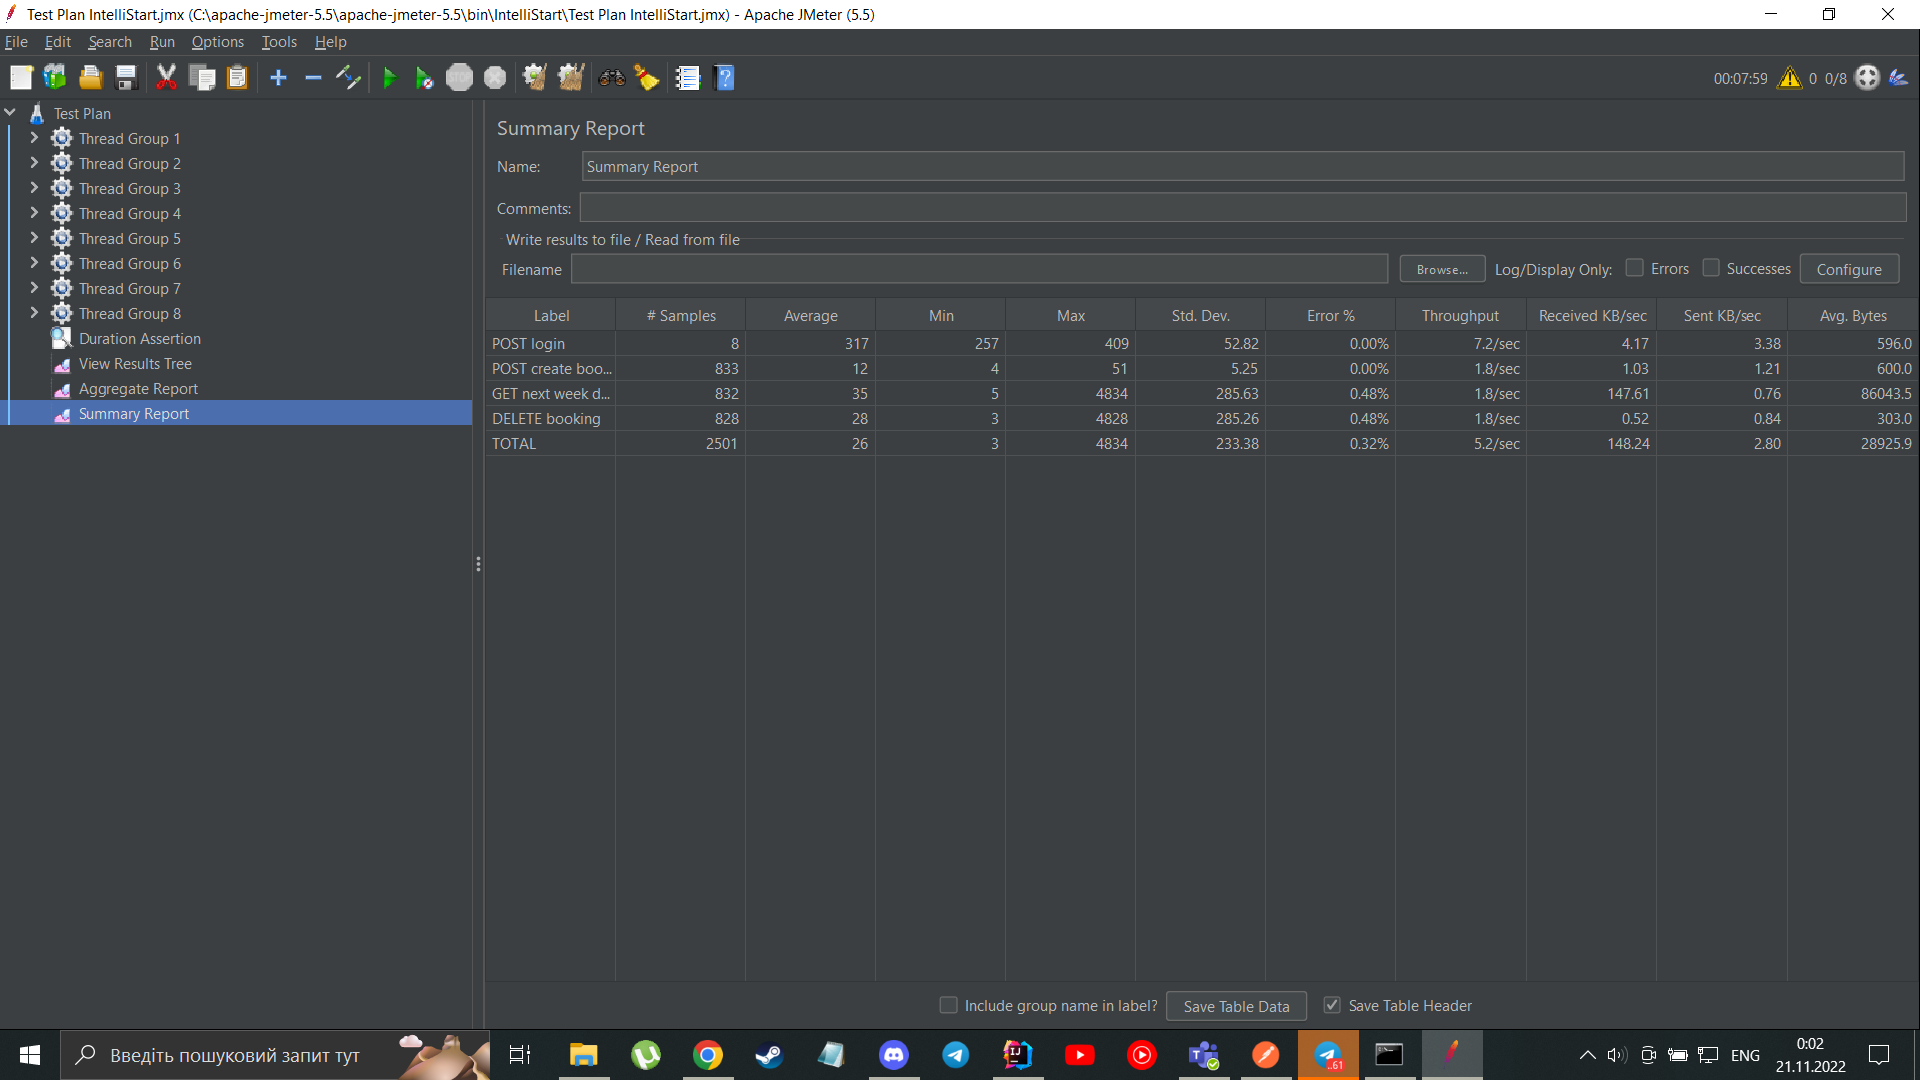 Test Plan IntelliStart.jmx (C:\apache-jmeter-5.5\apache-jmeter-5.5\bin\IntelliStart\Test Plan IntelliStart.jmx) - Apache JMeter (5.5)
File Edit Search Run Options Tools Help
STOP ? 00:07:59 0 0/8
Test Plan
Thread Group 1
Thread Group 2
Thread Group 3
Thread Group 4
Thread Group 5
Thread Group 6
Thread Group 7
Thread Group 8
Duration Assertion
View Results Tree
Aggregate Report
Summary Report
Summary Report
Name: Summary Report
Comments:
Write results to file / Read from file
Filename Browse... Log/Display Only: Errors Successes Configure
Label # Samples Average Min Max Std. Dev. Error % Throughput Received KB/sec Sent KB/sec Avg. Bytes
POST login 8 317 257 409 52.82 0.00% 7.2/sec 4.17 3.38 596.0
POST create boo... 833 12 4 51 5.25 0.00% 1.8/sec 1.03 1.21 600.0
GET next week d... 832 35 5 4834 285.63 0.48% 1.8/sec 147.61 0.76 86043.5
DELETE booking 828 28 3 4828 285.26 0.48% 1.8/sec 0.52 0.84 303.0
TOTAL 2501 26 3 4834 233.38 0.32% 5.2/sec 148.24 2.80 28925.9
Include group name in label? Save Table Data Save Table Header
Введіть пошуковий запит тут
IJ
..61
ENG
0:02
21.11.2022